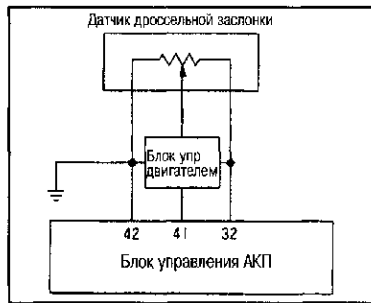 Датчик дроссельной заслонки
Блок упр
двигателем
42 41 32
Блок управления АКП